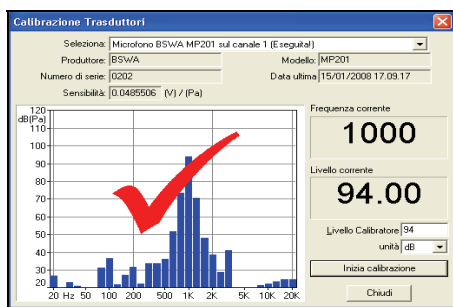 Calibrazione Trasduttori
Seleziona: Microfono BSWA MP201 sul canale 1 (Eseguita!)
Produttore: BSWA Modello: MP201
Numero di serie: 0202 Data ultima 15/01/2008 17.09.17
Sensibilità: 0.0485506 (V) / (Pa)
120
dB(Pa)
110
100
90
80
70
60
50
40
30
20
20 Hz 50 100 200 500 1K 2K 5K 10K 20K
Frequenza corrente
1000
Livello corrente
94.00
Livello Calibratore 94
unità dB
Inizia calibrazione
Chiudi